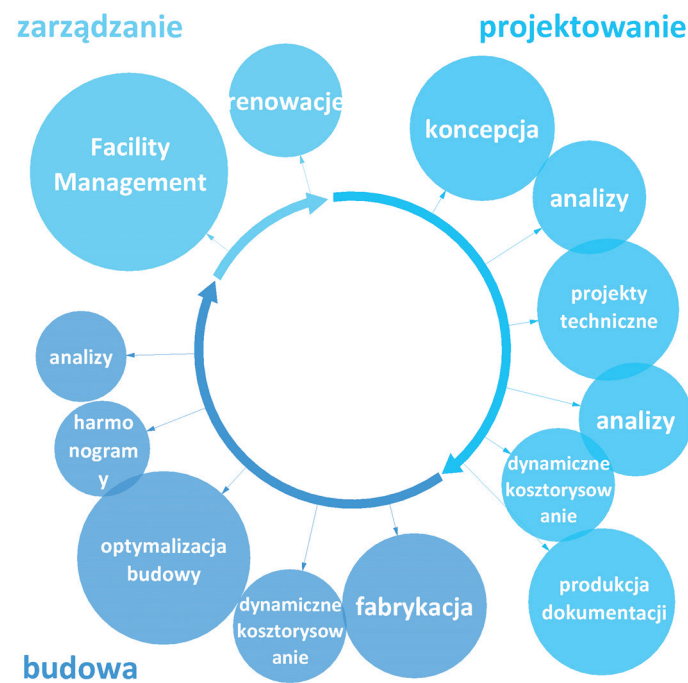 zarządzanie
projektowanie
renowacje
koncepcja
Facility
Management
analizy
projekty
techniczne
analizy
analizy
harmo
nogram
y
dynamiczne
kosztorysow
anie
optymalizacja
budowy
produkcja
dokumentacji
dynamiczne
kosztorysow
anie
fabrykacja
budowa